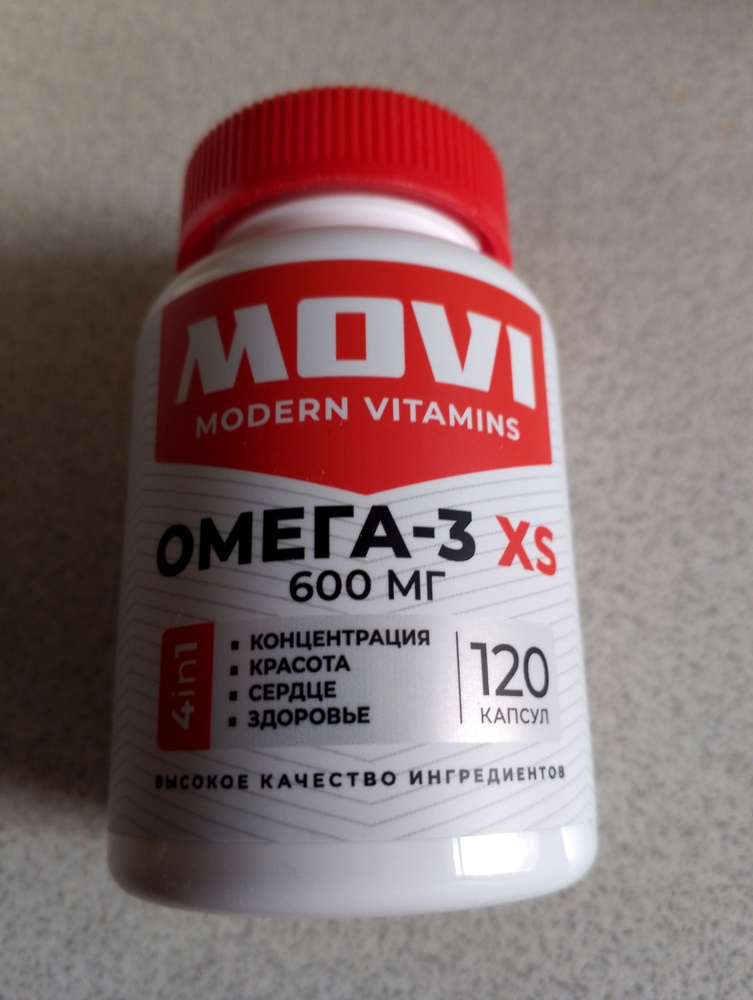 MOVI
MODERN VITAMINS
ОМЕГА-3 XS
600 МГ
4in1
▪ КОНЦЕНТРАЦИЯ
▪ КРАСОТА
▪ СЕРДЦЕ
▪ ЗДОРОВЬЕ
120
КАПСУЛ
ВЫСОКОЕ КАЧЕСТВО ИНГРЕДИЕНТОВ